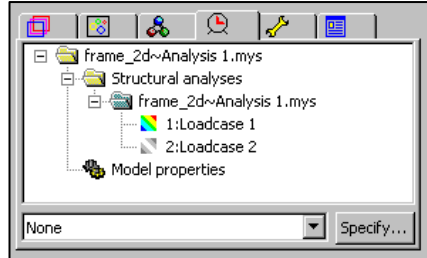 frame_2d~Analysis 1.mys
Structural analyses
frame_2d~Analysis 1.mys
1:Loadcase 1
2:Loadcase 2
Model properties
None Specify...